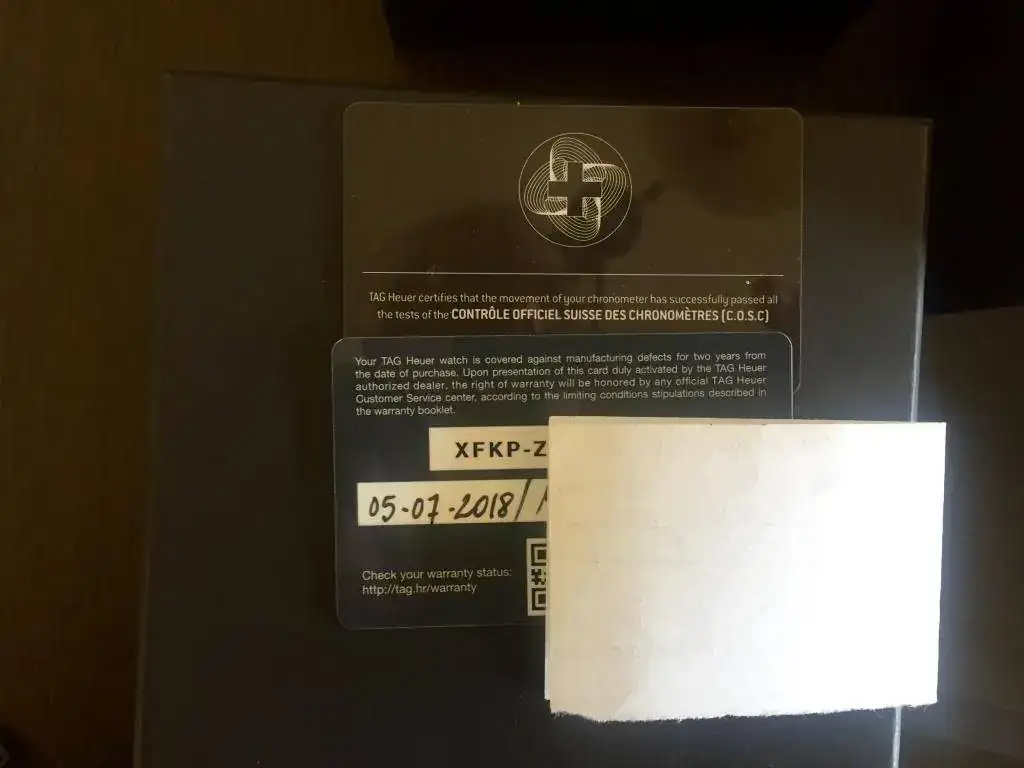 TAG Heuer certifies that the movement of your chronometer has successfully passed all
the tests of the CONTRÔLE OFFICIEL SUISSE DES CHRONOMÈTRES (C.O.S.C)
Your TAG Heuer watch is covered against manufacturing defects for two years from
the date of purchase. Upon presentation of this card duly activated by the TAG Heuer
authorized dealer, the right of warranty will be honored by any official TAG Heuer
Customer Service center, according to the limiting conditions stipulations described in
the warranty booklet.
XFKP-Z
05-07-2018/
Check your warranty status:
http://tag.hr/warranty